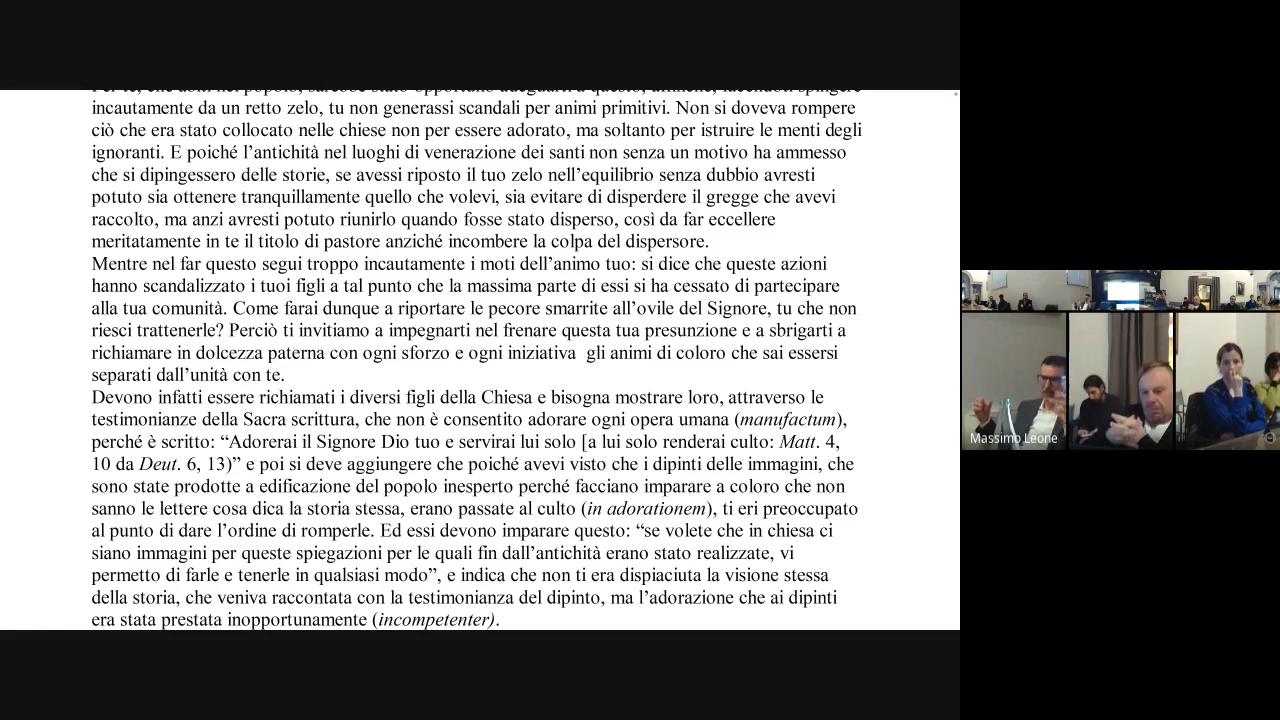 incautamente da un retto zelo, tu non generassi scandali per animi primitivi. Non si doveva rompere
ciò che era stato collocato nelle chiese non per essere adorato, ma soltanto per istruire le menti degli
ignoranti. E poiché l’antichità nel luoghi di venerazione dei santi non senza un motivo ha ammesso
che si dipingessero delle storie, se avessi riposto il tuo zelo nell’equilibrio senza dubbio avresti
potuto sia ottenere tranquillamente quello che volevi, sia evitare di disperdere il gregge che avevi
raccolto, ma anzi avresti potuto riunirlo quando fosse stato disperso, così da far eccellere
meritatamente in te il titolo di pastore anziché incombere la colpa del dispersore.
Mentre nel far questo segui troppo incautamente i moti dell’animo tuo: si dice che queste azioni
hanno scandalizzato i tuoi figli a tal punto che la massima parte di essi si ha cessato di partecipare
alla tua comunità. Come farai dunque a riportare le pecore smarrite all’ovile del Signore, tu che non
riesci trattenerle? Perciò ti invitiamo a impegnarti nel frenare questa tua presunzione e a sbrigarti a
richiamare in dolcezza paterna con ogni sforzo e ogni iniziativa gli animi di coloro che sai essersi
separati dall’unità con te.
Devono infatti essere richiamati i diversi figli della Chiesa e bisogna mostrare loro, attraverso le
testimonianze della Sacra scrittura, che non è consentito adorare ogni opera umana (manufactum),
perché è scritto: “Adorerai il Signore Dio tuo e servirai lui solo [a lui solo renderai culto: Matt. 4,
10 da Deut. 6, 13)” e poi si deve aggiungere che poiché avevi visto che i dipinti delle immagini, che
sono state prodotte a edificazione del popolo inesperto perché facciano imparare a coloro che non
sanno le lettere cosa dica la storia stessa, erano passate al culto (in adorationem), ti eri preoccupato
al punto di dare l’ordine di romperle. Ed essi devono imparare questo: “se volete che in chiesa ci
siano immagini per queste spiegazioni per le quali fin dall’antichità erano stato realizzate, vi
permetto di farle e tenerle in qualsiasi modo”, e indica che non ti era dispiaciuta la visione stessa
della storia, che veniva raccontata con la testimonianza del dipinto, ma l’adorazione che ai dipinti
era stata prestata inopportunamente (incompetenter).
Massimo Leone